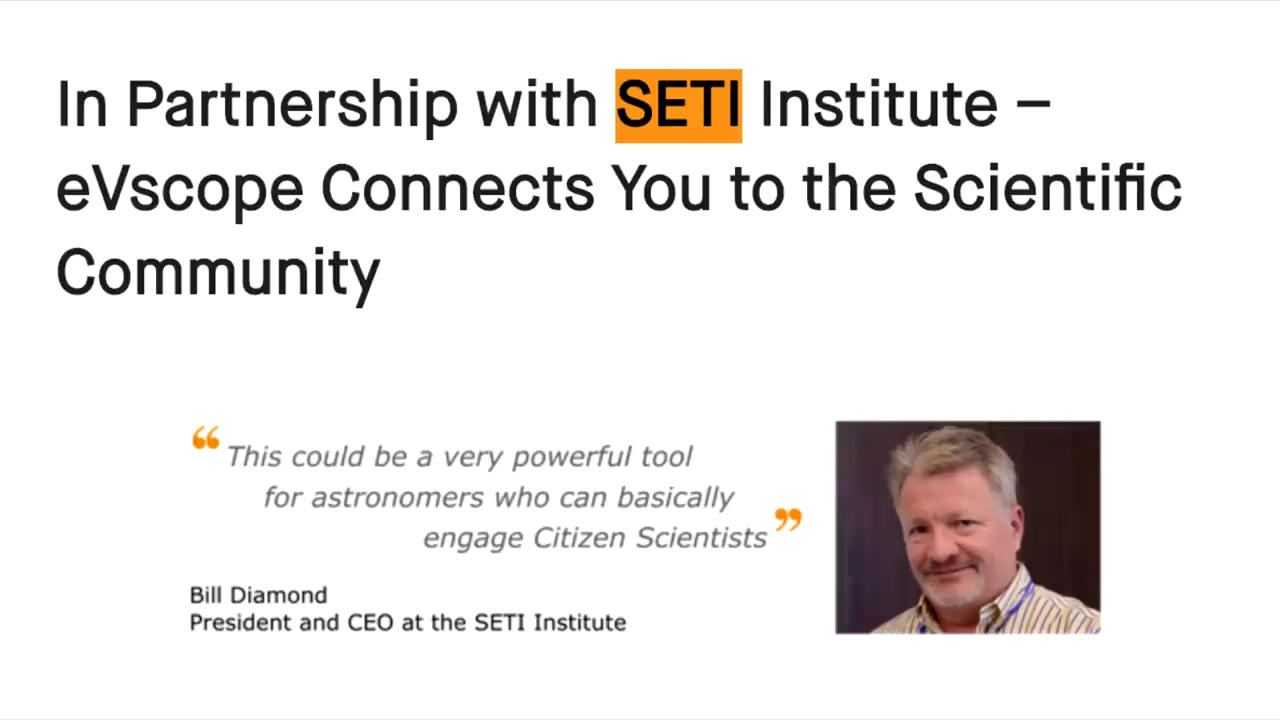 In Partnership with SETI Institute –
eVscope Connects You to the Scientific
Community
“ This could be a very powerful tool
for astronomers who can basically
engage Citizen Scientists ”
Bill Diamond
President and CEO at the SETI Institute